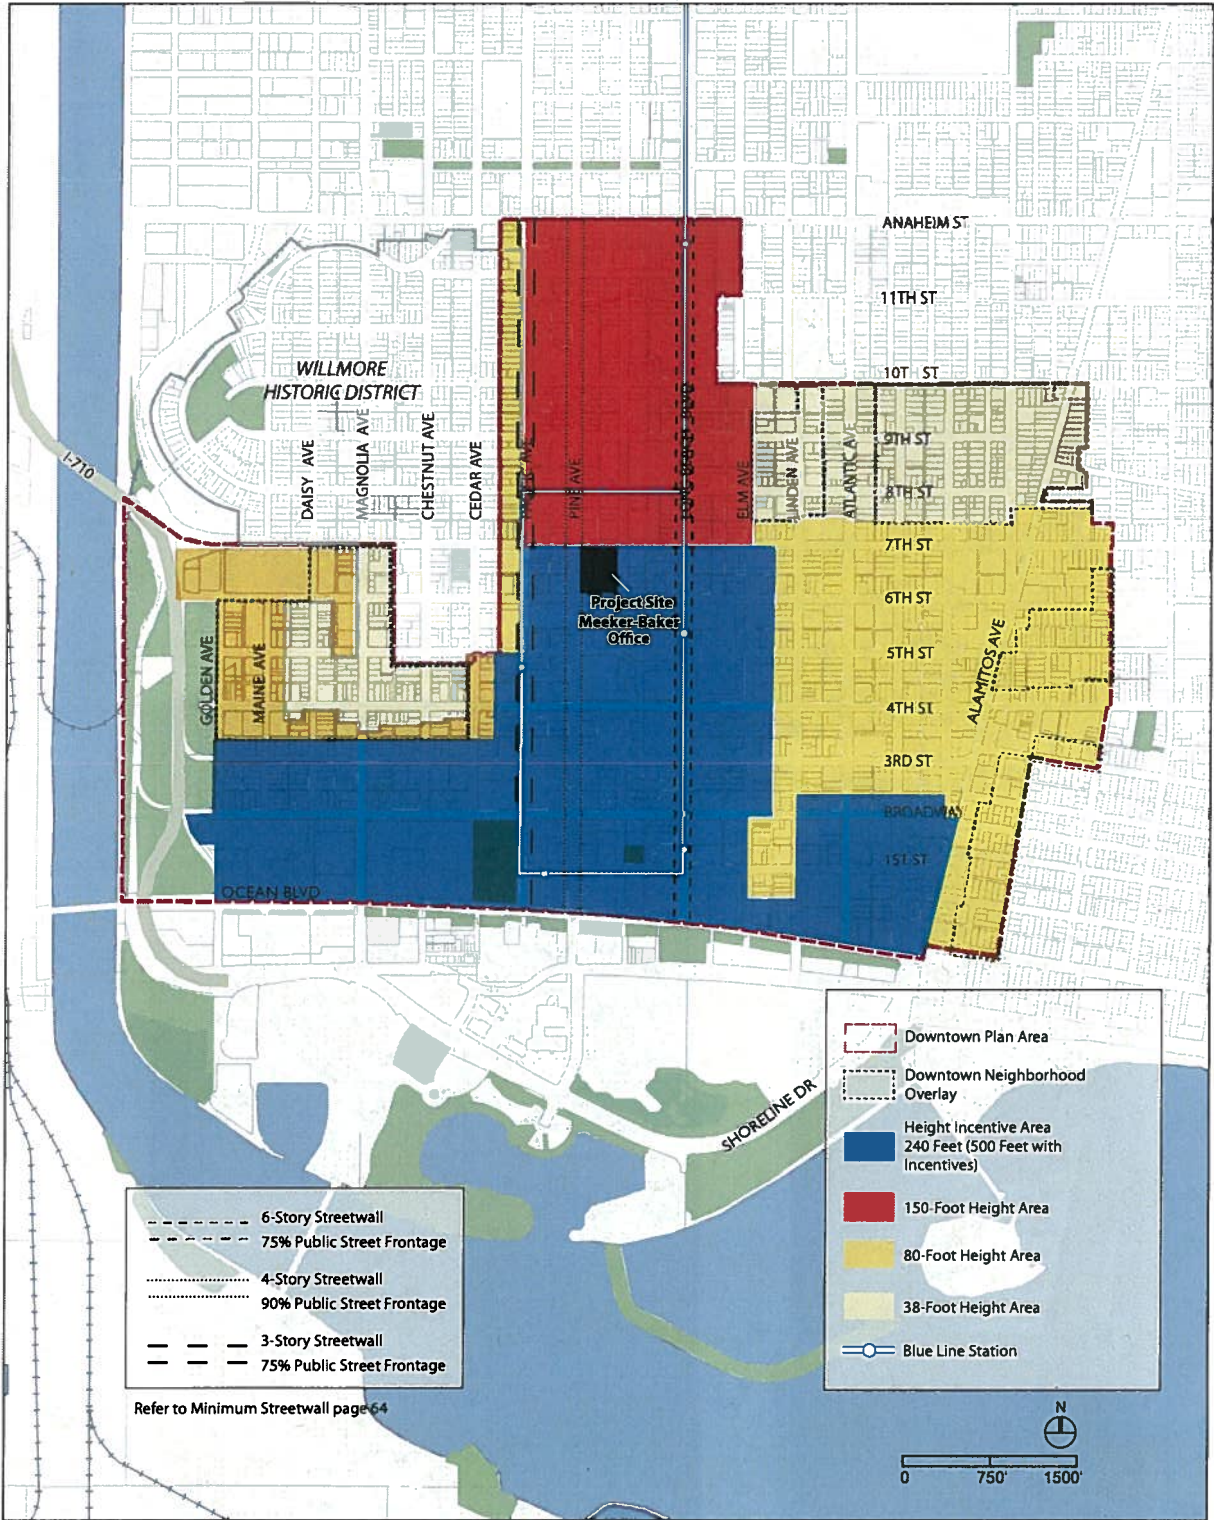 ANAHEIM ST
11TH ST
10T ST
WILLMORE
HISTORIC DISTRICT
I-710
DAISY AVE
MAGNOLIA AVE
CHESTNUT AVE
CEDAR AVE
PINE AVE
LONG BEACH BLVD
ELM AVE
LINDEN AVE
ATLANTIC AVE
9TH ST
8TH ST
7TH ST
Project Site
Meeker-Baker
Office
6TH ST
5TH ST
ALAMITOS AVE
GOLDEN AVE
MAINE AVE
4TH ST
3RD ST
BROADWAY
1ST ST
OCEAN BLVD
SHORELINE DR
Downtown Plan Area
Downtown Neighborhood
Overlay
Height Incentive Area
240 Feet (500 Feet with
Incentives)
150-Foot Height Area
80-Foot Height Area
38-Foot Height Area
Blue Line Station
6-Story Streetwall
75% Public Street Frontage
4-Story Streetwall
90% Public Street Frontage
3-Story Streetwall
75% Public Street Frontage
Refer to Minimum Streetwall page 64
N
0 750' 1500'